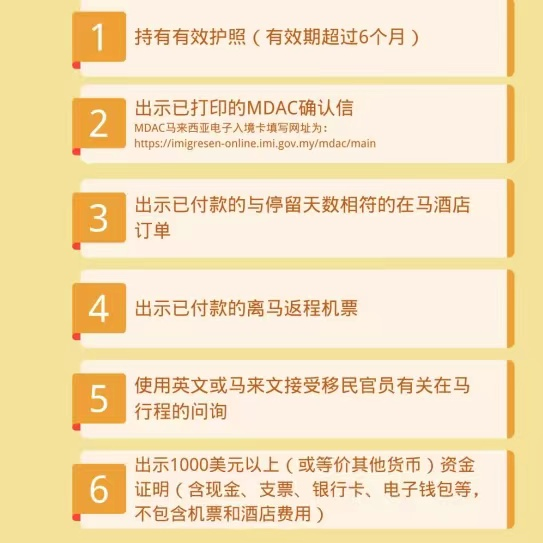 1
持有有效护照（有效期超过6个月）
2
出示已打印的MDAC确认信
MDAC马来西亚电子入境卡填写网址为：
https://imigresen-online.imi.gov.my/mdac/main
3
出示已付款的与停留天数相符的在马酒店
订单
4
出示已付款的离马返程机票
5
使用英文或马来文接受移民官员有关在马
行程的问询
6
出示1000美元以上（或等价其他货币）资金
证明（含现金、支票、银行卡、电子钱包等，
不包含机票和酒店费用）